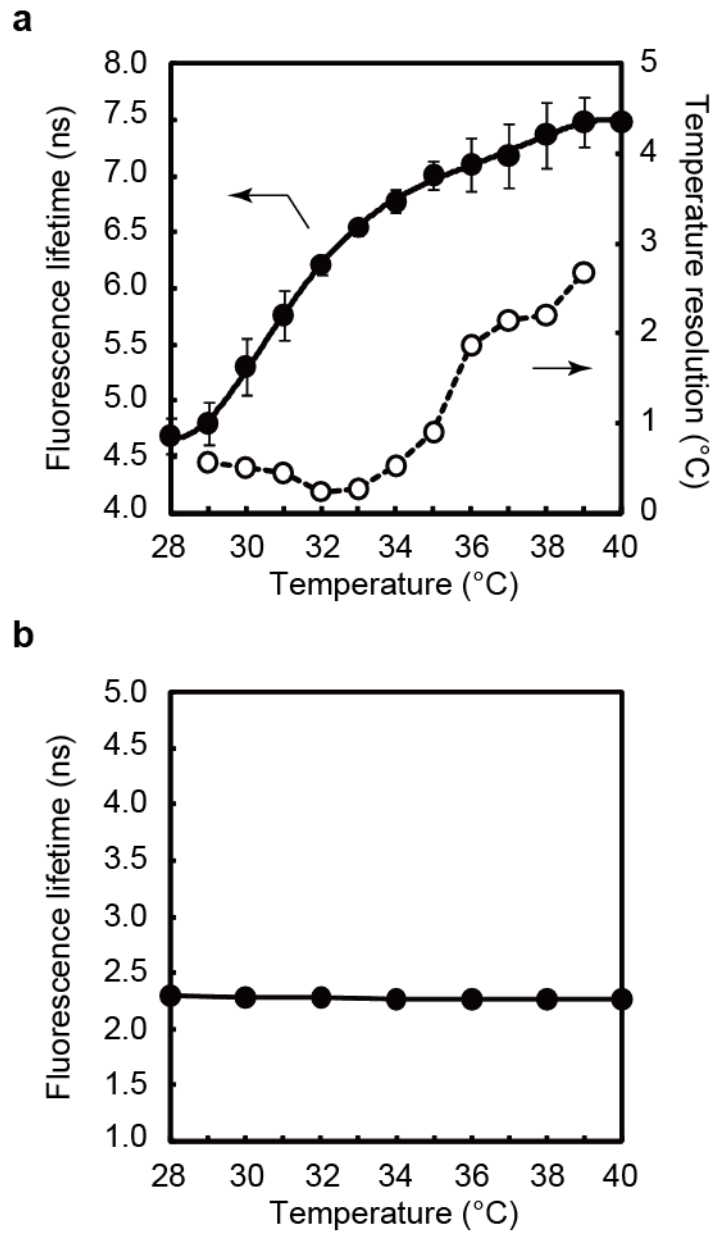 a
Fluorescence lifetime (ns)
8.0
7.5
7.0
6.5
6.0
5.5
5.0
4.5
4.0
5
4
3
2
1
0
Temperature resolution (°C)
28 30 32 34 36 38 40
Temperature (°C)
b
Fluorescence lifetime (ns)
5.0
4.5
4.0
3.5
3.0
2.5
2.0
1.5
1.0
28 30 32 34 36 38 40
Temperature (°C)